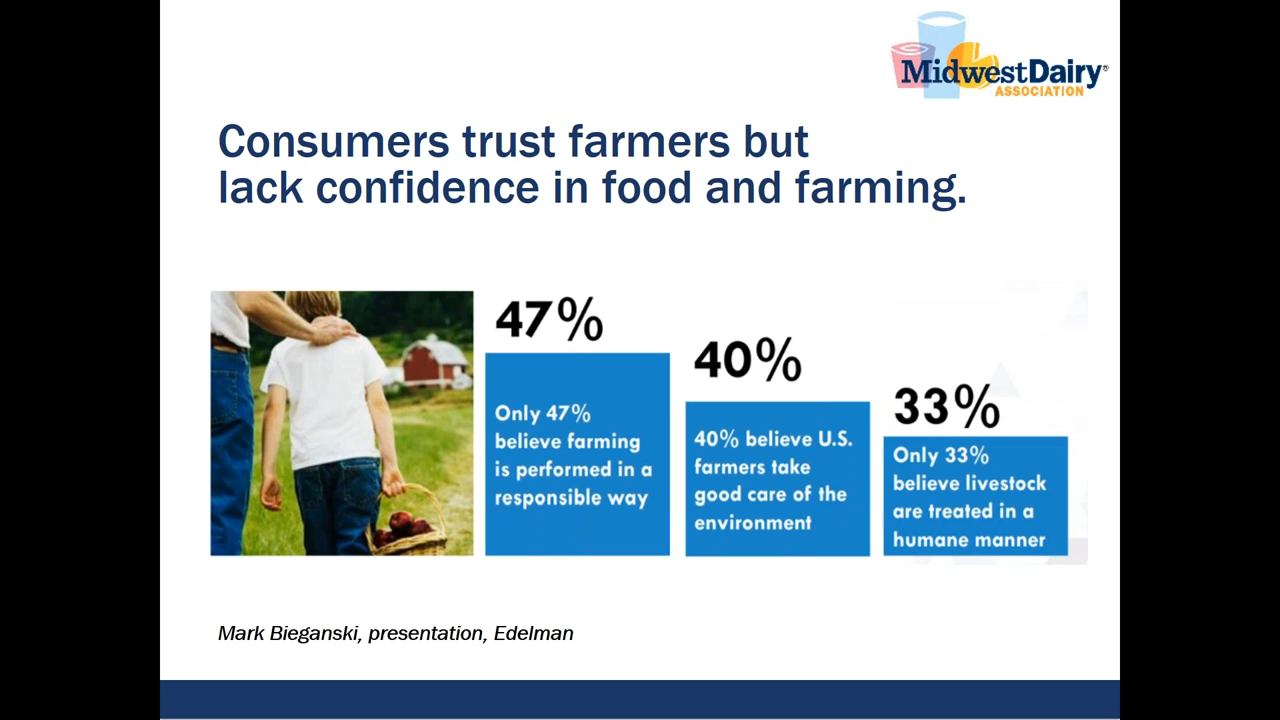 MidwestDairy®
ASSOCIATION
Consumers trust farmers but
lack confidence in food and farming.
47%
Only 47%
believe farming
is performed in a
responsible way
40%
40% believe U.S.
farmers take
good care of the
environment
33%
Only 33%
believe livestock
are treated in a
humane manner
Mark Bieganski, presentation, Edelman